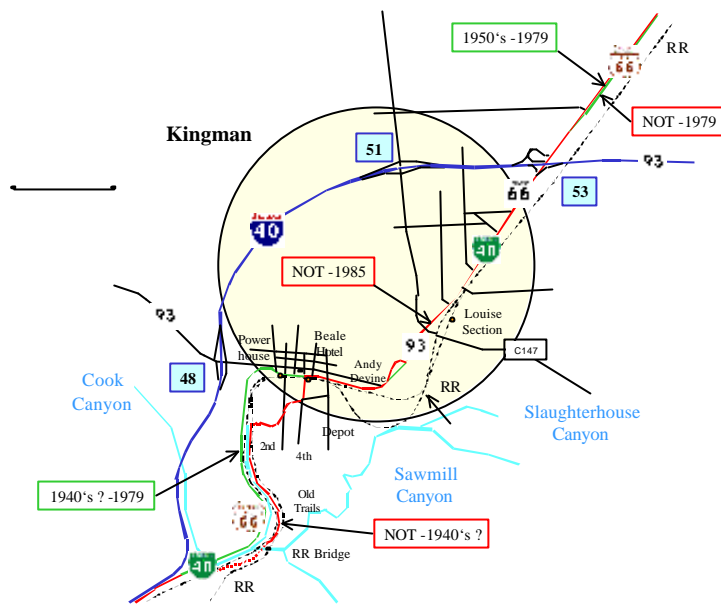 1950's -1979
RR
66
NOT -1979
Kingman
51
93
66
53
40
40
NOT -1985
Louise
Section
93
93
Beale
Hotel
Power
house
C147
Andy
Devine
48
RR
Cook
Canyon
Slaughterhouse
Canyon
Depot
2nd
4th
Sawmill
Canyon
1940's ? -1979
Old
Trails
66
NOT -1940's ?
RR Bridge
40
RR